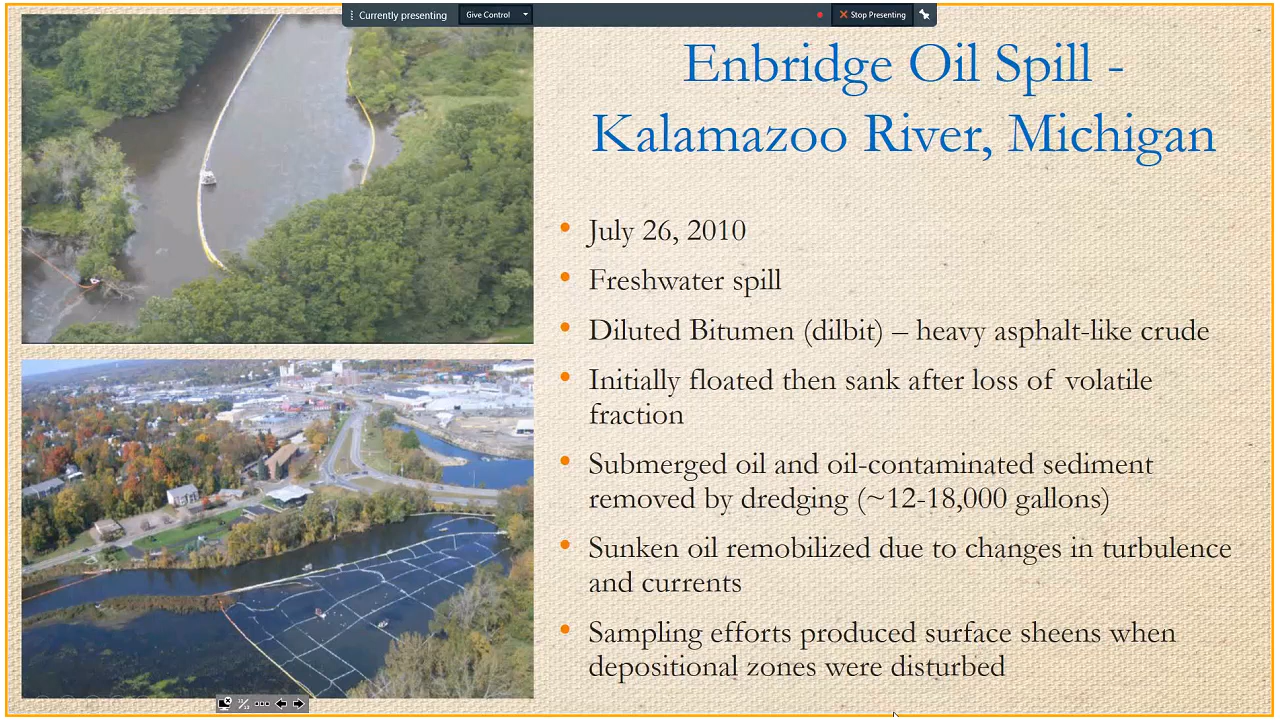 Currently presenting
Give Control
Stop Presenting
Enbridge Oil Spill -
Kalamazoo River, Michigan
• July 26, 2010
• Freshwater spill
• Diluted Bitumen (dilbit) – heavy asphalt-like crude
• Initially floated then sank after loss of volatile
fraction
• Submerged oil and oil-contaminated sediment
removed by dredging (~12-18,000 gallons)
• Sunken oil remobilized due to changes in turbulence
and currents
• Sampling efforts produced surface sheens when
depositional zones were disturbed